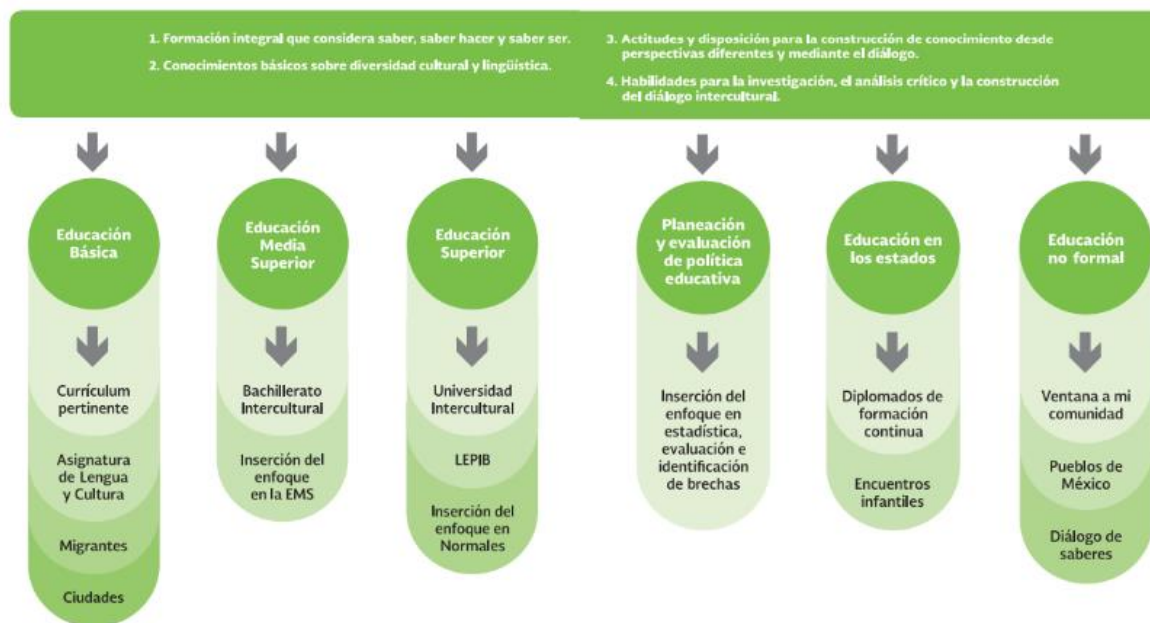 1. Formación integral que considera saber, saber hacer y saber ser.
2. Conocimientos básicos sobre diversidad cultural y lingüística.
3. Actitudes y disposición para la construcción de conocimiento desde
perspectivas diferentes y mediante el diálogo.
4. Habilidades para la investigación, el análisis crítico y la construcción
del diálogo intercultural.
Educación
Básica
Currículum
pertinente
Asignatura
de Lengua
y Cultura
Migrantes
Ciudades
Educación
Media
Superior
Bachillerato
Intercultural
Inserción del
enfoque
en la EMS
Educación
Superior
Universidad
Intercultural
LEPIB
Inserción del
enfoque en
Normales
Planeación
y evaluación
de política
educativa
Inserción del
enfoque en
estadística,
evaluación e
identificación
de brechas
Educación en
los estados
Diplomados de
formación
continua
Encuentros
infantiles
Educación
no formal
Ventana a mi
comunidad
Pueblos de
México
Diálogo de
saberes